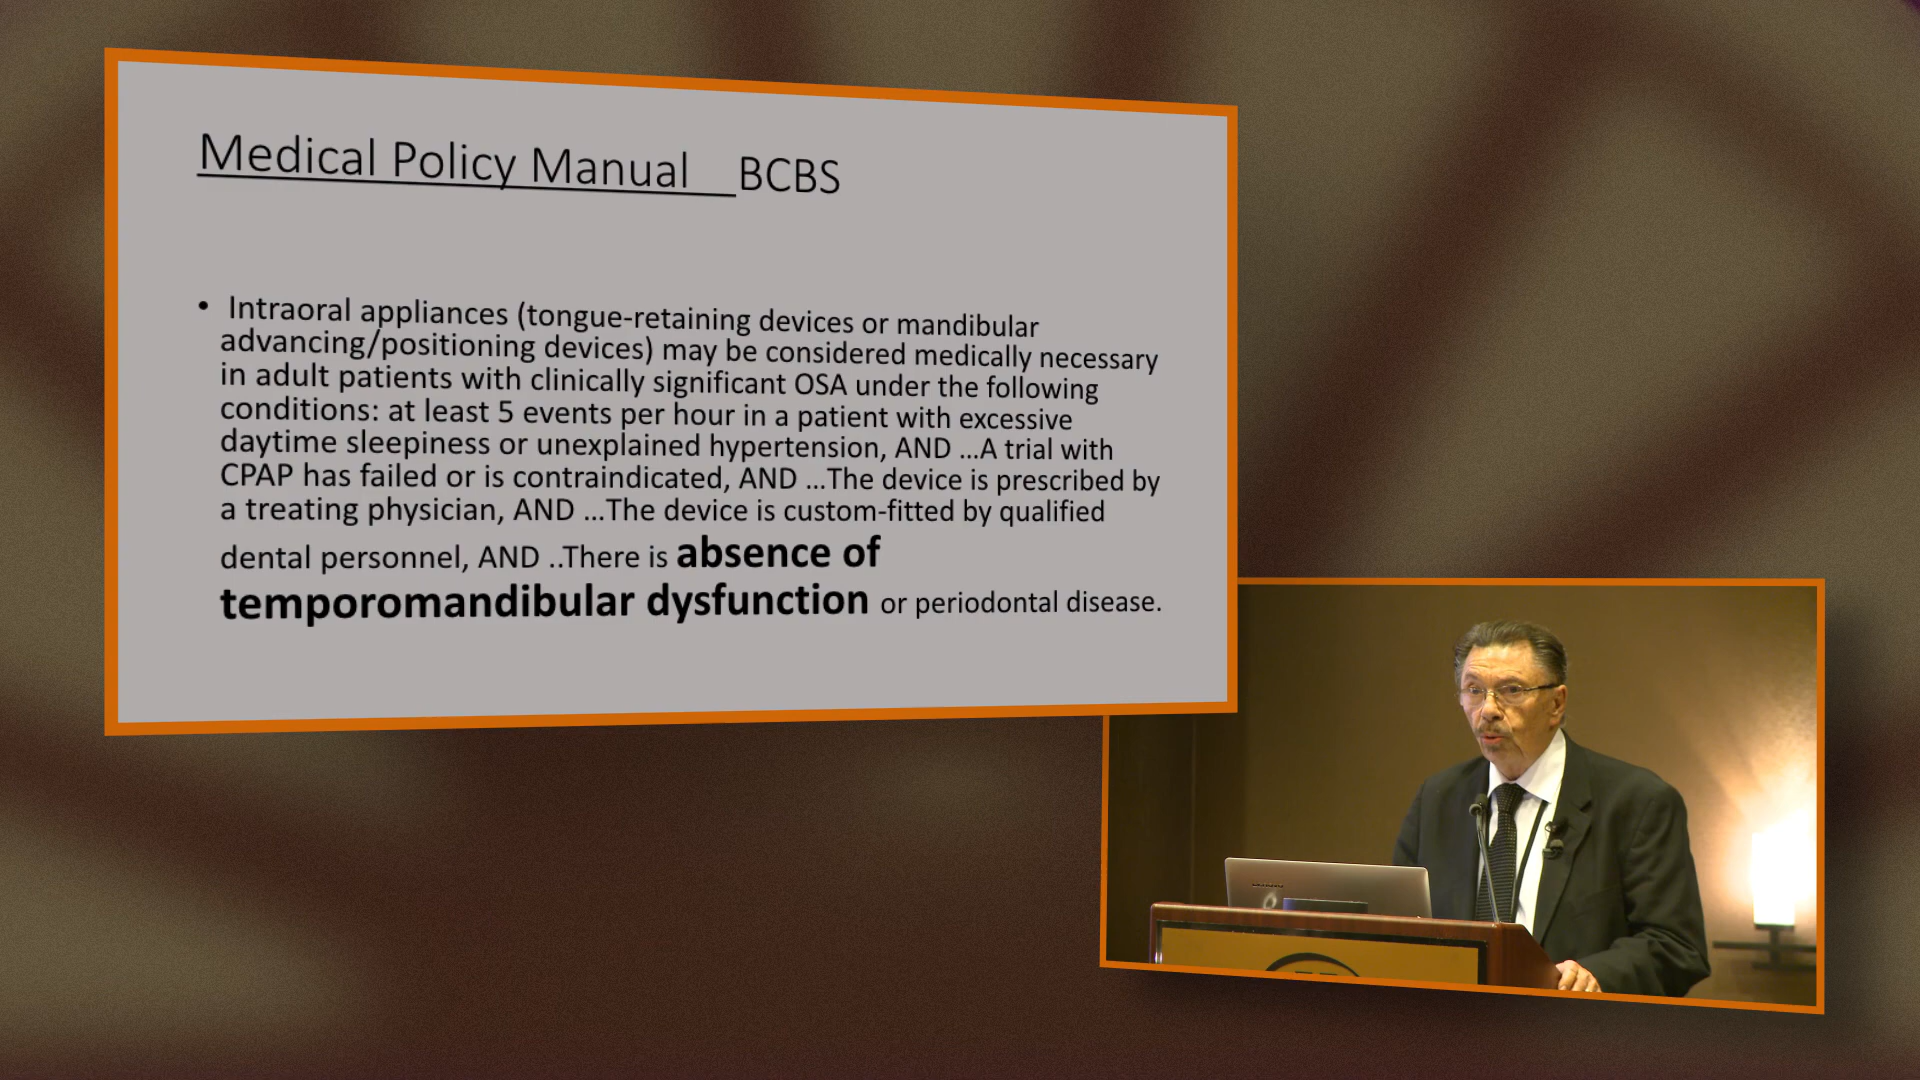 Medical Policy Manual BCBS
• Intraoral appliances (tongue-retaining devices or mandibular
advancing/positioning devices) may be considered medically necessary
in adult patients with clinically significant OSA under the following
conditions: at least 5 events per hour in a patient with excessive
daytime sleepiness or unexplained hypertension, AND ...A trial with
CPAP has failed or is contraindicated, AND ...The device is prescribed by
a treating physician, AND ...The device is custom-fitted by qualified
dental personnel, AND ..There is absence of
temporomandibular dysfunction or periodontal disease.